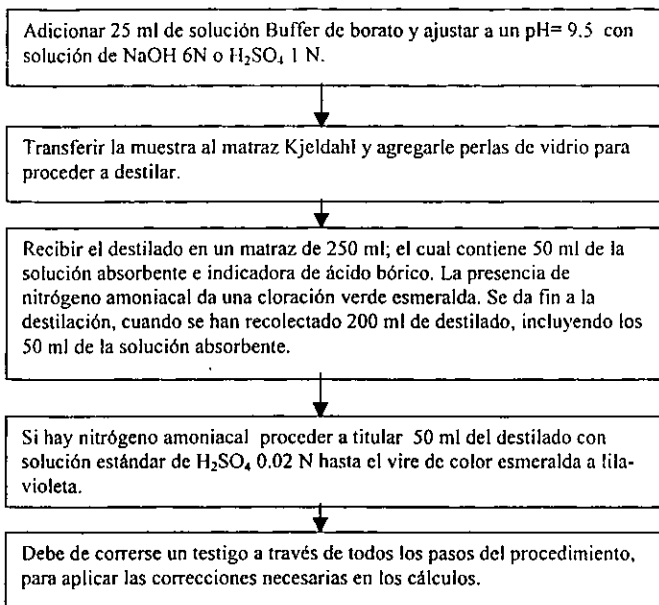 Adicionar 25 ml de solución Buffer de borato y ajustar a un pH= 9.5 con
solución de NaOH 6N o H₂SO₄ 1 N.
Transferir la muestra al matraz Kjeldahl y agregarle perlas de vidrio para
proceder a destilar.
Recibir el destilado en un matraz de 250 ml; el cual contiene 50 ml de la
solución absorbente e indicadora de ácido bórico. La presencia de
nitrógeno amoniacal da una cloración verde esmeralda. Se da fin a la
destilación, cuando se han recolectado 200 ml de destilado, incluyendo los
50 ml de la solución absorbente.
Si hay nitrógeno amoniacal proceder a titular 50 ml del destilado con
solución estándar de H₂SO₄ 0.02 N hasta el vire de color esmeralda a lila-
violeta.
Debe de correrse un testigo a través de todos los pasos del procedimiento,
para aplicar las correcciones necesarias en los cálculos.